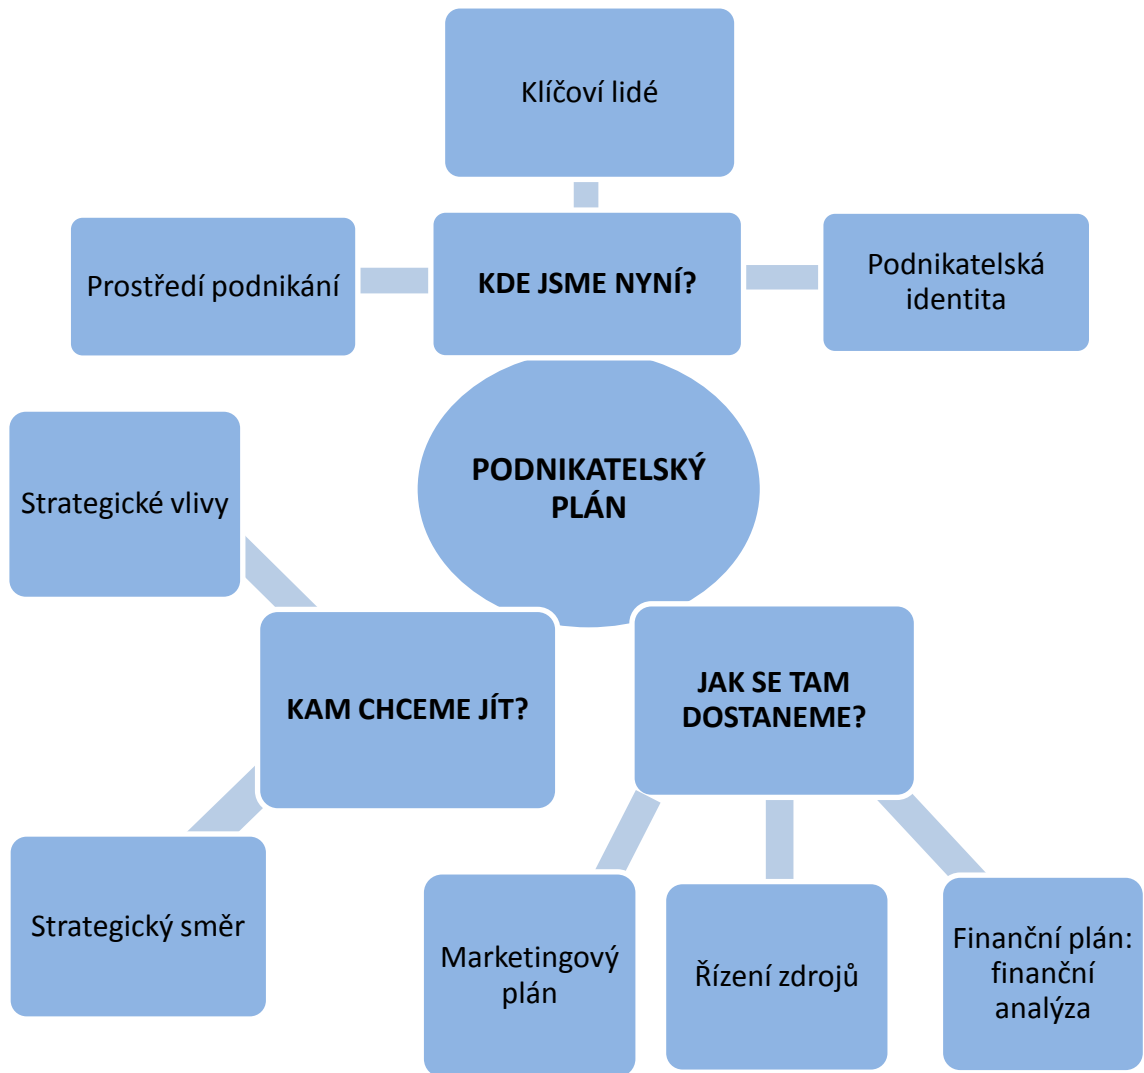 Klíčoví lidé
Prostředí podnikání
KDE JSME NYNÍ?
Podnikatelská
identita
PODNIKATELSKÝ
PLÁN
Strategické vlivy
KAM CHCEME JÍT?
JAK SE TAM
DOSTANEME?
Strategický směr
Marketingový
plán
Řízení zdrojů
Finanční plán:
finanční
analýza